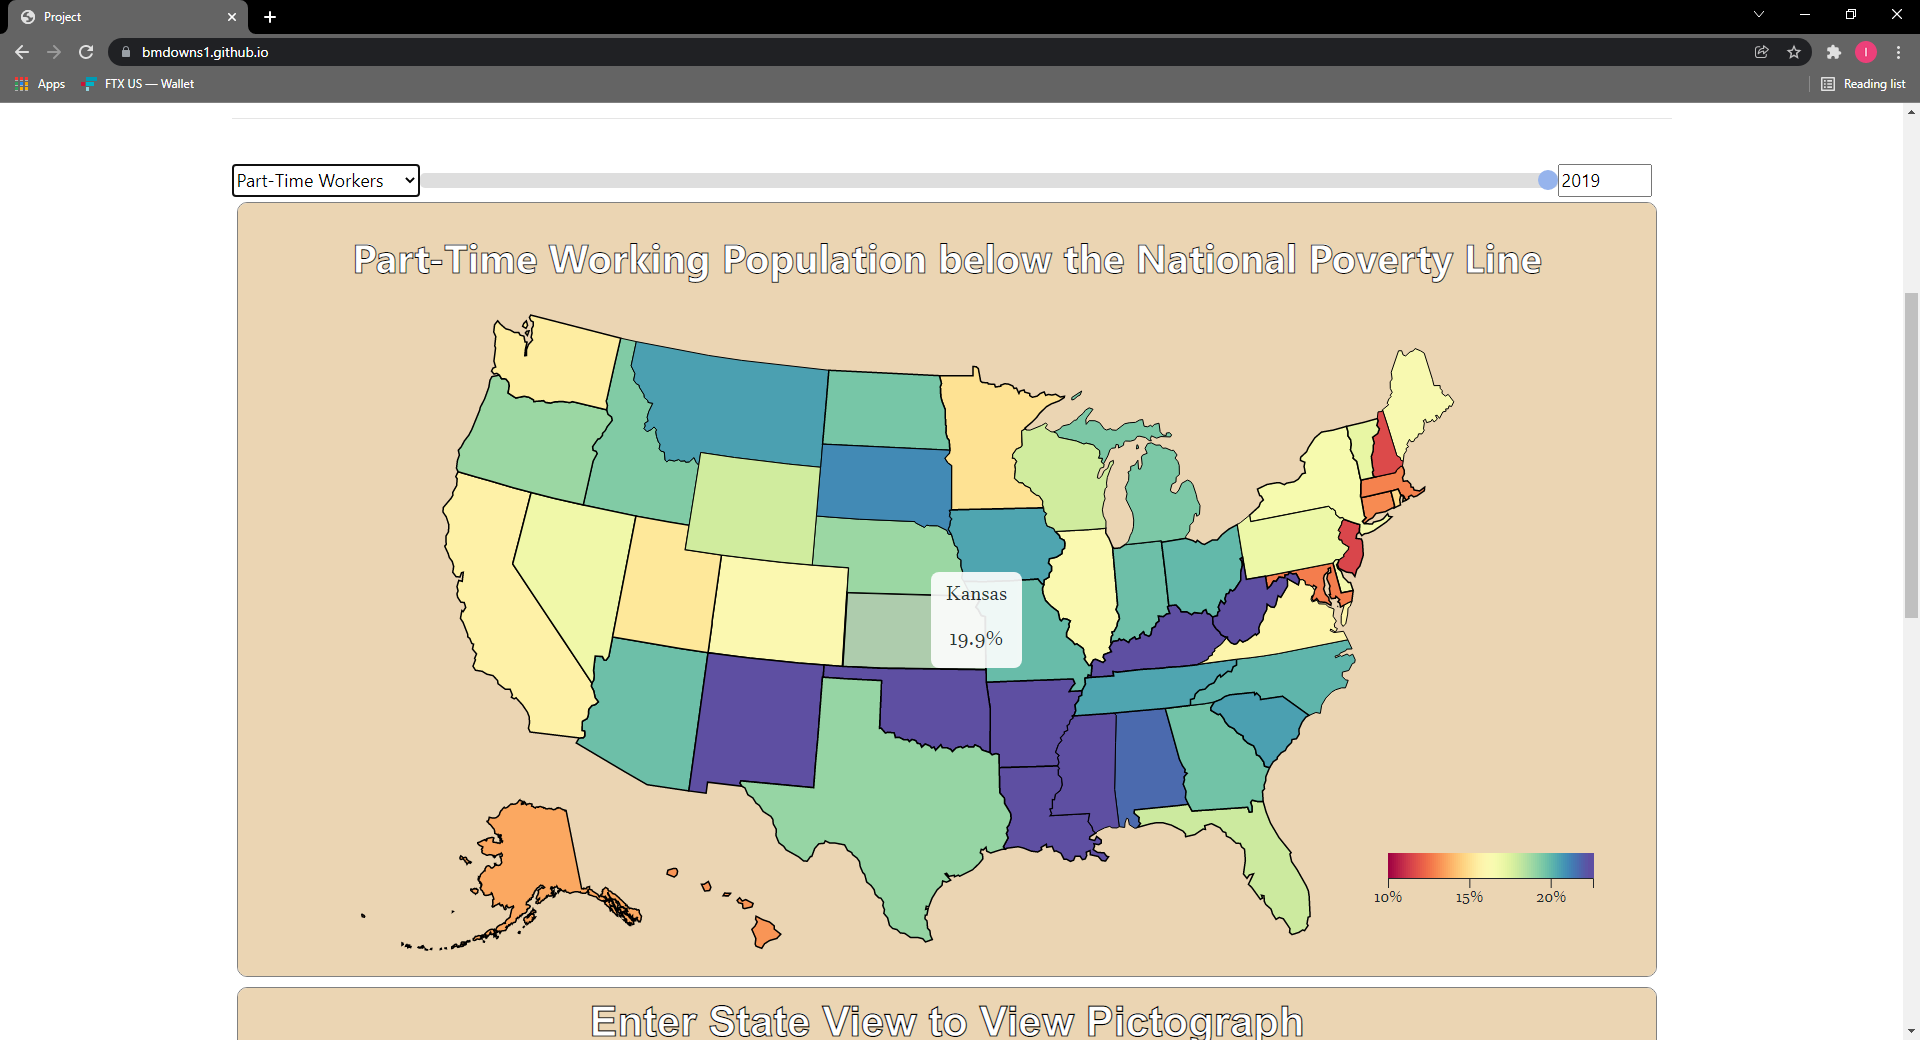 Project
bmdowns1.github.io
I
Apps
FTX US — Wallet
Reading list
Part-Time Workers
2019
Part-Time Working Population below the National Poverty Line
Kansas
19.9%
10%
15%
20%
Enter State View to View Pictograph